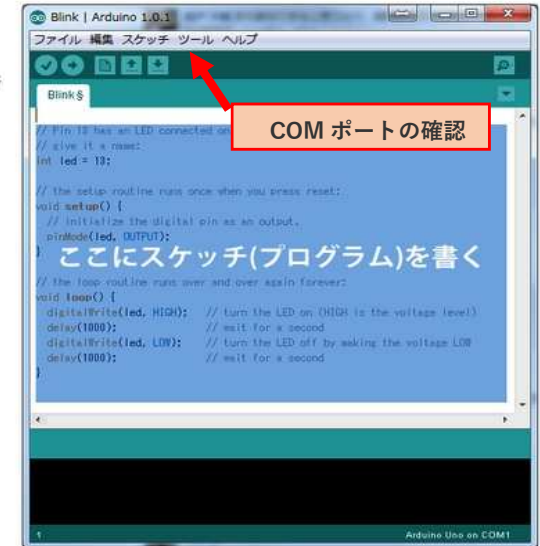 Blink | Arduino 1.0.1
ファイル 編集 スケッチ ツール ヘルプ
Blink§
COM ポートの確認
// Pin 13 has an LED connected on
// give it a name:
int led = 13;
// the setup routine runs once when you press reset:
void setup() {
// initialize the digital pin as an output.
pinMode(led, OUTPUT);
}
ここにスケッチ(プログラム)を書く
// the loop routine runs over and over again forever:
void loop() {
digitalWrite(led, HIGH); // turn the LED on (HIGH is the voltage level)
delay(1000); // wait for a second
digitalWrite(led, LOW); // turn the LED off by making the voltage LOW
delay(1000); // wait for a second
}
1
Arduino Uno on COM1